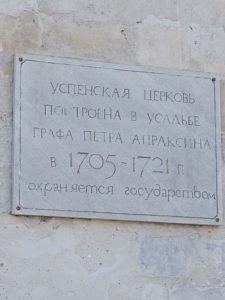 УСПЕНСКАЯ ЦЕРКОВЬ
ПОСТРОЕНА В УСАДЬБЕ
ГРАФА ПЕТРА АПРАКСИНА
В 1705-1721 Г.
охраняется государством